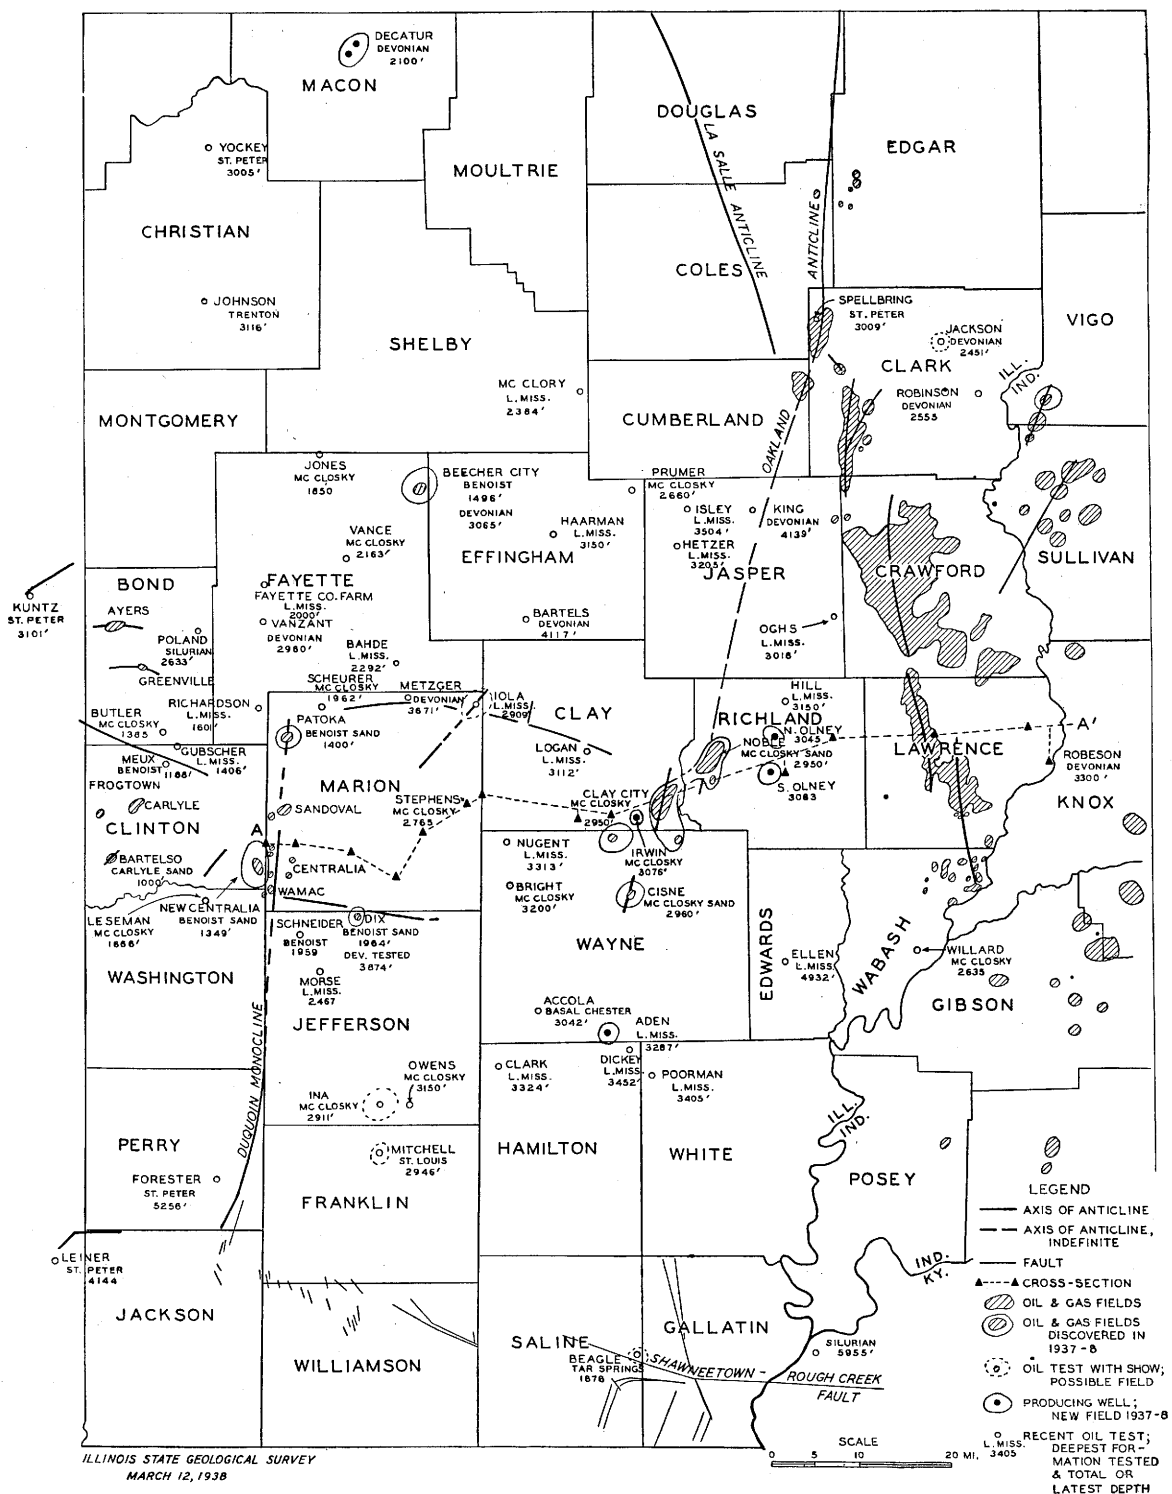 DECATUR
DEVONIAN
2100'
MACON
DOUGLAS
LA SALLE ANTICLINE
EDGAR
YOCKEY
ST. PETER
3005'
MOULTRIE
CHRISTIAN
ANTICLINE
COLES
JOHNSON
TRENTON
3116'
SPELLBRING
ST. PETER
3009'
VIGO
JACKSON
DEVONIAN
2451'
SHELBY
CLARK
ILL.
IND.
MC CLORY
L. MISS.
2384'
ROBINSON
DEVONIAN
2555
MONTGOMERY
CUMBERLAND
OAKLAND
JONES
MC CLOSKY
1850
BEECHER CITY
BENOIST
1496'
DEVONIAN
3065'
PRUMER
MC CLOSKY
2660'
ISLEY
L. MISS.
3504'
KING
DEVONIAN
4139'
VANCE
MC CLOSKY
2163'
HAARMAN
L. MISS.
3150'
HETZER
L. MISS.
3205'
EFFINGHAM
JASPER
CRAWFORD
SULLIVAN
BOND
FAYETTE
FAYETTE CO. FARM
L. MISS.
2000'
KUNTZ
ST. PETER
3101'
AYERS
VANZANT
DEVONIAN
2980'
BARTELS
DEVONIAN
4117'
OCHS
L. MISS.
3018'
POLAND
SILURIAN
2633'
BAHDE
L. MISS.
2292'
GREENVILLE
SCHEURER
MC CLOSKY
1962'
METZGER
DEVONIAN
3671'
IOLA
L. MISS.
2909'
HILL
L. MISS.
3150'
RICHARDSON
L. MISS.
1601'
BUTLER
MC CLOSKY
1385
PATOKA
BENOIST SAND
1400'
CLAY
RICHLAND
N. OLNEY
3045
A'
GUBSCHER
L. MISS.
1406'
MEUX
BENOIST
1188'
LOGAN
L. MISS.
3112'
NOBLE
MC CLOSKY SAND
2950'
LAWRENCE
ROBESON
DEVONIAN
3300'
FROGTOWN
MARION
S. OLNEY
3083
CARLYLE
SANDOVAL
STEPHENS
MC CLOSKY
2765
CLAY CITY
MC CLOSKY
2950'
KNOX
CLINTON
A
NUGENT
L. MISS.
3313'
IRWIN
MC CLOSKY
3076'
BARTELSO
CARLYLE SAND
1000'
CENTRALIA
WAMAC
BRIGHT
MC CLOSKY
3200'
CISNE
MC CLOSKY SAND
2960'
LESEMAN
MC CLOSKY
1666'
NEW CENTRALIA
BENOIST SAND
1349'
SCHNEIDER
BENOIST
1959
DIX
BENOIST SAND
1964'
DEV. TESTED
3874'
WAYNE
EDWARDS
WABASH
WILLARD
MC CLOSKY
2635
ELLEN
L. MISS.
4932'
WASHINGTON
MORSE
L. MISS.
2467
GIBSON
JEFFERSON
ACCOLA
BASAL CHESTER
3042'
ADEN
L. MISS.
3287'
DUQUOIN MONOCLINE
OWENS
MC CLOSKY
3150'
CLARK
L. MISS.
3324'
DICKEY
L. MISS.
3452'
POORMAN
L. MISS.
3405'
INA
MC CLOSKY
2911'
ILL.
IND.
PERRY
MITCHELL
ST. LOUIS
2946'
HAMILTON
WHITE
POSEY
FORESTER
ST. PETER
5256'
FRANKLIN
LEINER
ST. PETER
4144
IND.
KY.
JACKSON
WILLIAMSON
SALINE
GALLATIN
SILURIAN
5955'
BEAGLE
TAR SPRINGS
1878
SHAWNEETOWN - ROUGH CREEK
FAULT
LEGEND
AXIS OF ANTICLINE
AXIS OF ANTICLINE,
INDEFINITE
FAULT
CROSS-SECTION
OIL & GAS FIELDS
OIL & GAS FIELDS
DISCOVERED IN
1937-8
OIL TEST WITH SHOW;
POSSIBLE FIELD
PRODUCING WELL;
NEW FIELD 1937-8
L. MISS.
3405
RECENT OIL TEST;
DEEPEST FOR-
MATION TESTED
& TOTAL OR
LATEST DEPTH
SCALE
0 5 10 20 MI.
ILLINOIS STATE GEOLOGICAL SURVEY
MARCH 12, 1938